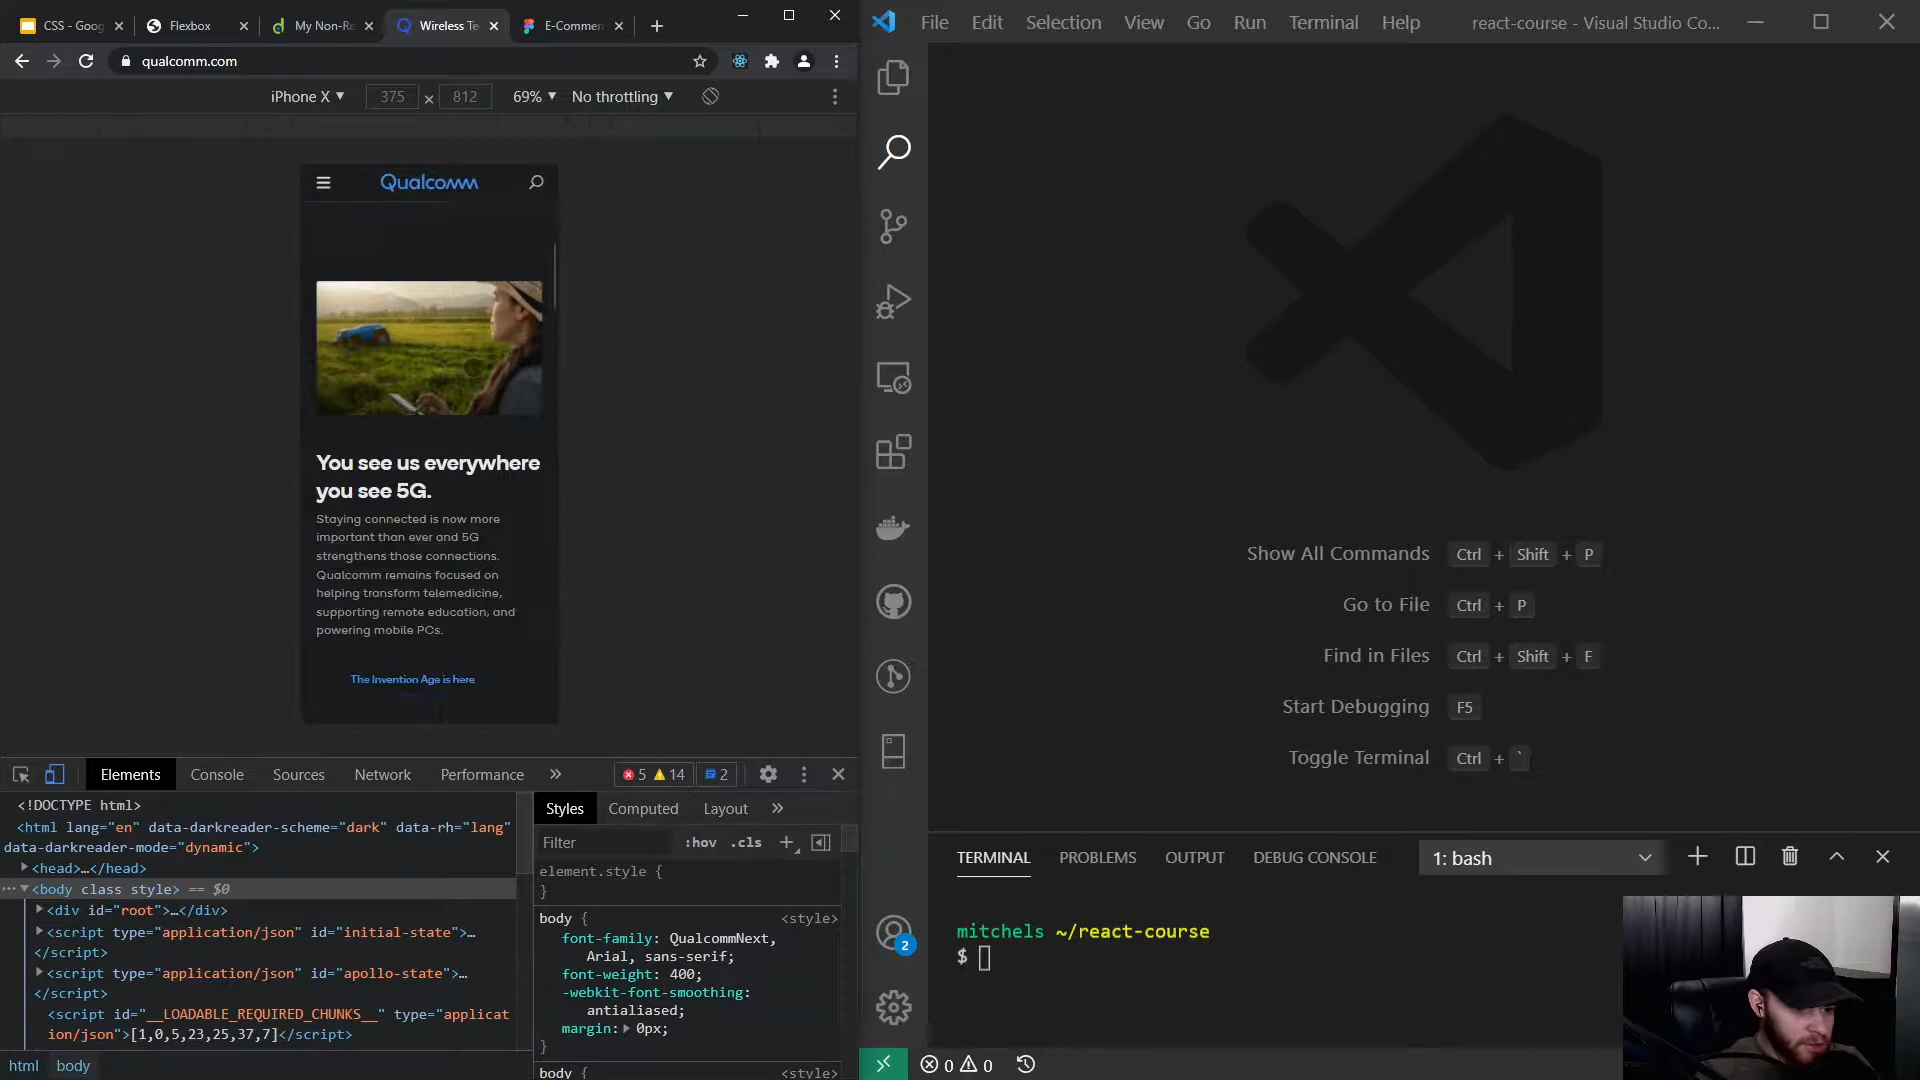 CSS - Goog
Flexbox
My Non-Re
Wireless Te
E-Commer
qualcomm.com
iPhone X
375
×
812
69%
No throttling
Qualcomm
You see us everywhere
you see 5G.
Staying connected is now more
important than ever and 5G
strengthens those connections.
Qualcomm remains focused on
helping transform telemedicine,
supporting remote education, and
powering mobile PCs.
The Invention Age is here
Elements
Console
Sources
Network
Performance
»
5
14
2
<!DOCTYPE html>
<html lang="en" data-darkreader-scheme="dark" data-rh="lang"
data-darkreader-mode="dynamic">
<head>…</head>
<body class style> == $0
<div id="root">…</div>
<script type="application/json" id="initial-state">…
</script>
<script type="application/json" id="apollo-state">…
</script>
<script id="__LOADABLE_REQUIRED_CHUNKS__" type="applicat
ion/json">[1,0,5,23,25,37,7]</script>
html
body
Styles
Computed
Layout
»
Filter
:hov
.cls
element.style {
}
body {
<style>
font-family: QualcommNext,
Arial, sans-serif;
font-weight: 400;
-webkit-font-smoothing:
antialiased;
margin: 0px;
}
body {
<style>
File
Edit
Selection
View
Go
Run
Terminal
Help
react-course - Visual Studio Co...
Show All Commands Ctrl + Shift + P
Go to File Ctrl + P
Find in Files Ctrl + Shift + F
Start Debugging F5
Toggle Terminal Ctrl + `
TERMINAL
PROBLEMS
OUTPUT
DEBUG CONSOLE
1: bash
mitchels ~/react-course
$
2
0
0